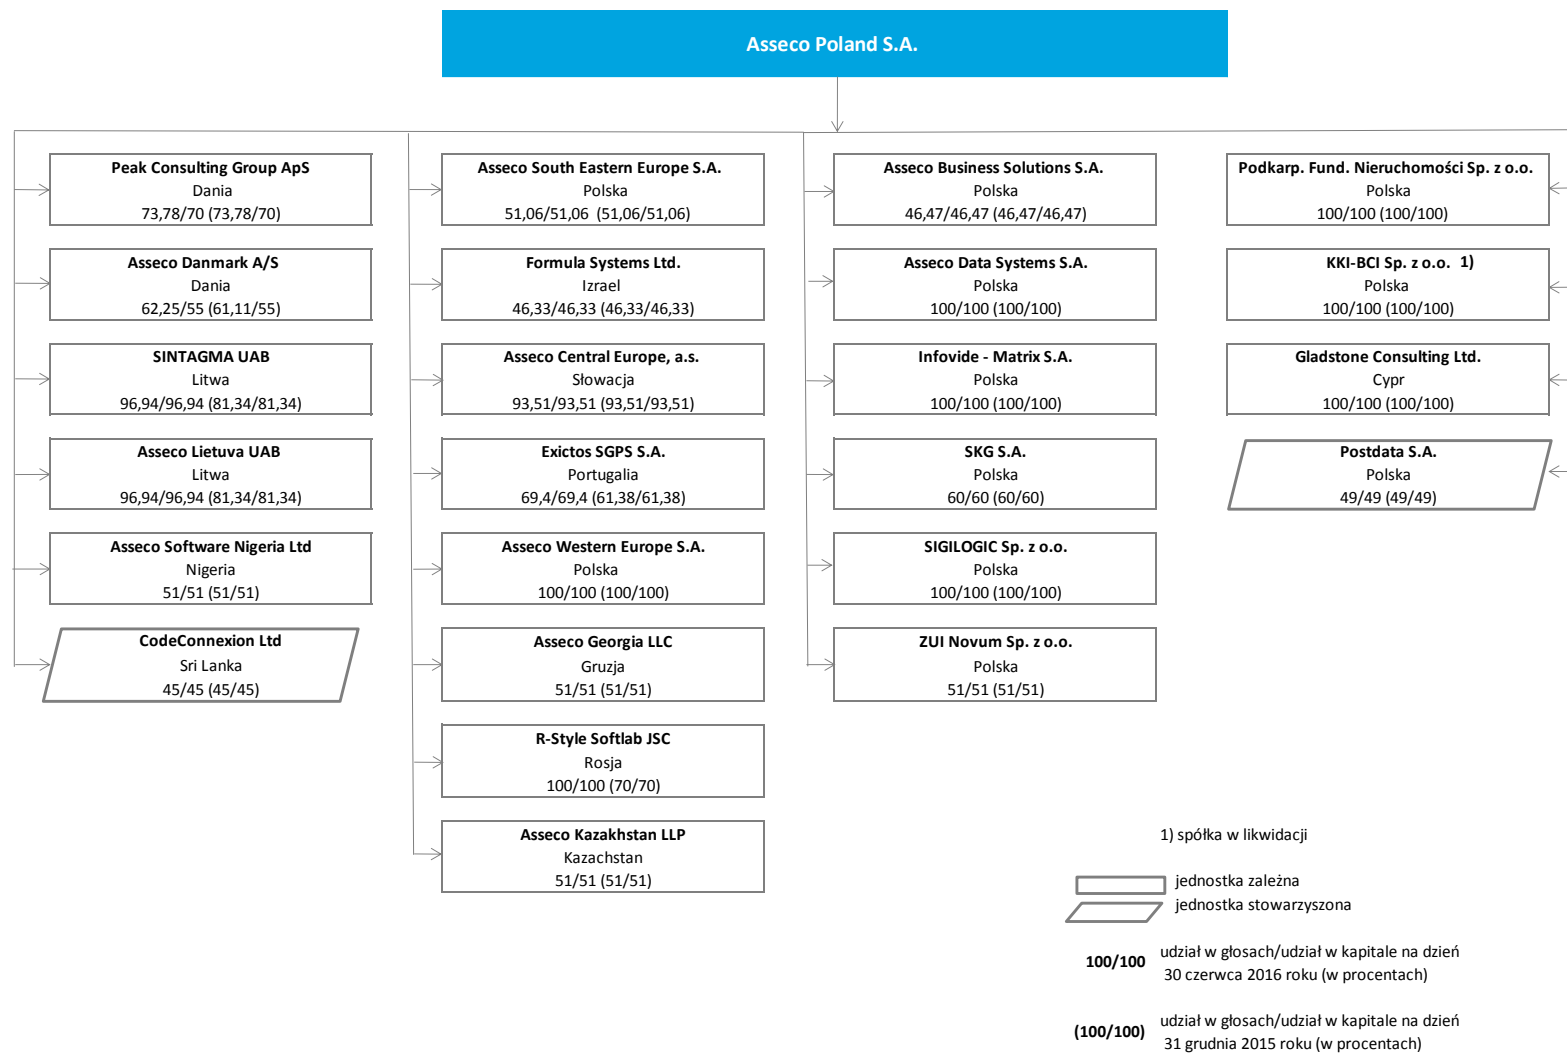 Asseco Poland S.A.
Peak Consulting Group ApS
Dania
73,78/70 (73,78/70)
Asseco Danmark A/S
Dania
62,25/55 (61,11/55)
SINTAGMA UAB
Litwa
96,94/96,94 (81,34/81,34)
Asseco Lietuva UAB
Litwa
96,94/96,94 (81,34/81,34)
Asseco Software Nigeria Ltd
Nigeria
51/51 (51/51)
CodeConnexion Ltd
Sri Lanka
45/45 (45/45)
Asseco South Eastern Europe S.A.
Polska
51,06/51,06 (51,06/51,06)
Formula Systems Ltd.
Izrael
46,33/46,33 (46,33/46,33)
Asseco Central Europe, a.s.
Słowacja
93,51/93,51 (93,51/93,51)
Exictos SGPS S.A.
Portugalia
69,4/69,4 (61,38/61,38)
Asseco Western Europe S.A.
Polska
100/100 (100/100)
Asseco Georgia LLC
Gruzja
51/51 (51/51)
R-Style Softlab JSC
Rosja
100/100 (70/70)
Asseco Kazakhstan LLP
Kazachstan
51/51 (51/51)
Asseco Business Solutions S.A.
Polska
46,47/46,47 (46,47/46,47)
Asseco Data Systems S.A.
Polska
100/100 (100/100)
Infovide - Matrix S.A.
Polska
100/100 (100/100)
SKG S.A.
Polska
60/60 (60/60)
SIGILOGIC Sp. z o.o.
Polska
100/100 (100/100)
ZUI Novum Sp. z o.o.
Polska
51/51 (51/51)
Podkarp. Fund. Nieruchomości Sp. z o.o.
Polska
100/100 (100/100)
KKI-BCI Sp. z o.o. 1)
Polska
100/100 (100/100)
Gladstone Consulting Ltd.
Cypr
100/100 (100/100)
Postdata S.A.
Polska
49/49 (49/49)
1) spółka w likwidacji
jednostka zależna
jednostka stowarzyszona
100/100 udział w głosach/udział w kapitale na dzień
30 czerwca 2016 roku (w procentach)
(100/100) udział w głosach/udział w kapitale na dzień
31 grudnia 2015 roku (w procentach)